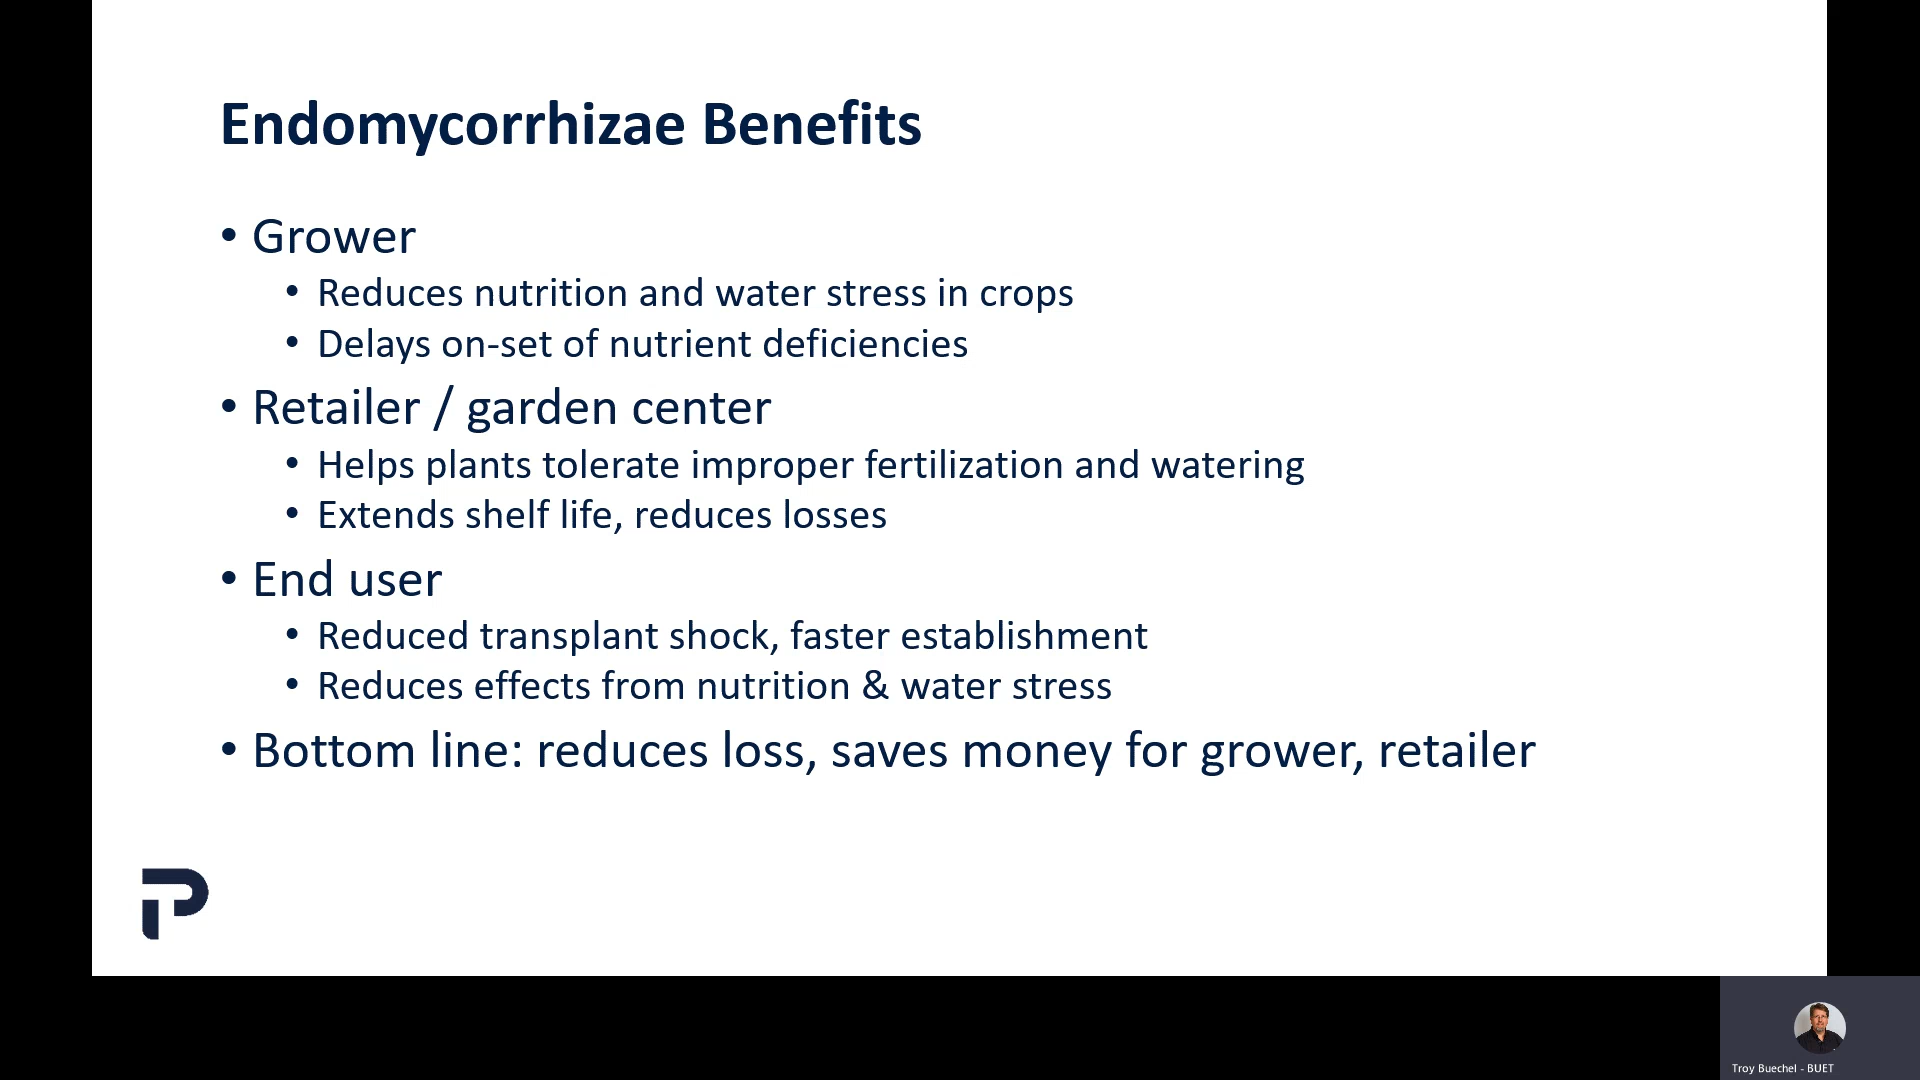 Endomycorrhizae Benefits
• Grower
• Reduces nutrition and water stress in crops
• Delays on-set of nutrient deficiencies
• Retailer / garden center
• Helps plants tolerate improper fertilization and watering
• Extends shelf life, reduces losses
• End user
• Reduced transplant shock, faster establishment
• Reduces effects from nutrition & water stress
• Bottom line: reduces loss, saves money for grower, retailer
Troy Buechel - BUET